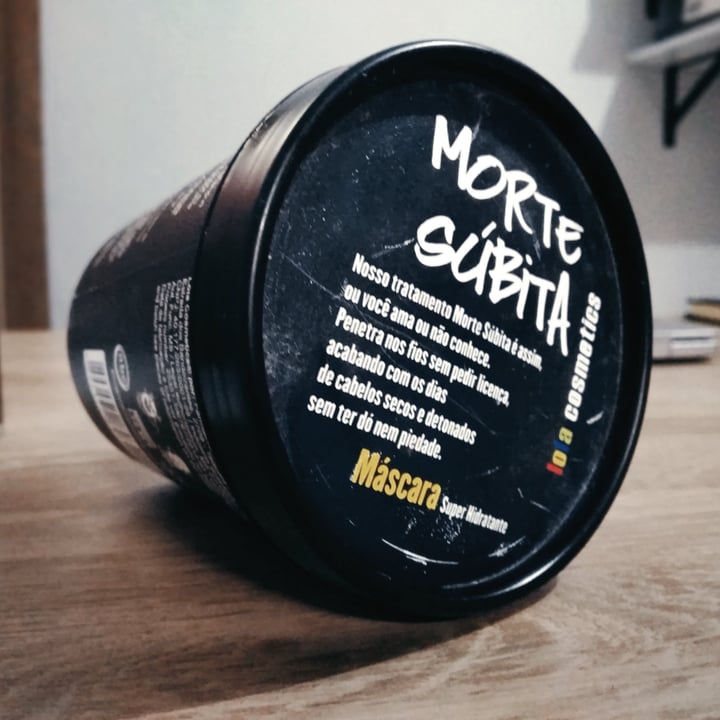 MORTE
SÚBITA
Nosso tratamento Morte Súbita é assim,
ou você ama ou não conhece.
Penetra nos fios sem pedir licença,
acabando com os dias
de cabelos secos e detonados
sem ter dó nem piedade.
Máscara Super Hidratante
lola cosmetics